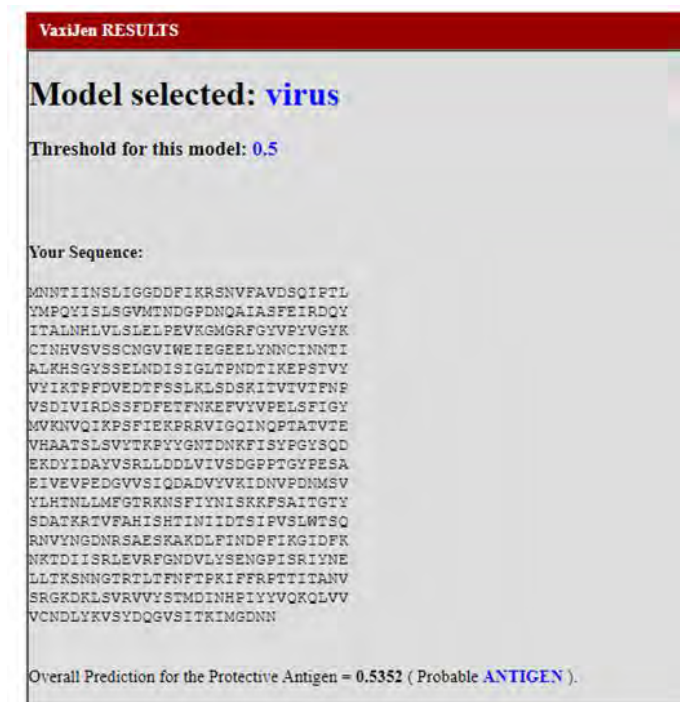 VaxiJen RESULTS
Model selected: virus
Threshold for this model: 0.5
Your Sequence:
MNNTIINSLIGGDDFIKRSNVFAVDSQIPTL
YMPQYISLSGVMTNDGPDNQAIASFEIRDQY
ITALNHLVLSLELPEVKGMGRFGYVPYVGYK
CINHVSVSSCNGVIWEIEGEELYNNCINNTI
ALKHSGYSSELNDISIGLTPNDTIKEPSTVY
VYIKTPFDVEDTFSSLKLSDSKITVTVTFNP
VSDIVIRDSSFDFETFNKEFVYVPELSFIGY
MVKNVQIKPSFIEKPRRVIGQINQPTATVTE
VHAATSLSVYTKPYYGNTDNKFISYPGYSQD
EKDYIDAYVSRLLDDLVIVSDGPPTGYPESA
EIVEVPEDGVVSIQDADVYVKIDNVPDNMSV
YLHTNLLMFGTRKNSFIYNISKKFSAITGTY
SDATKRTVFAHISHTINIIDTSIPVSLWTSQ
RNVYNGDNRSAESKAKDLFINDPFIKGIDFK
NKTDIISRLEVRFGNDVLYSENGPISRIYNE
LLTKSNNGTRTLTFNFTPKIFFRPTTITANV
SRGKDKLSVRVVYSTMDINHPIYYVQKQLVV
VCNDLYKVSYDQGVSITKIMGDNN
Overall Prediction for the Protective Antigen = 0.5352 ( Probable ANTIGEN ).